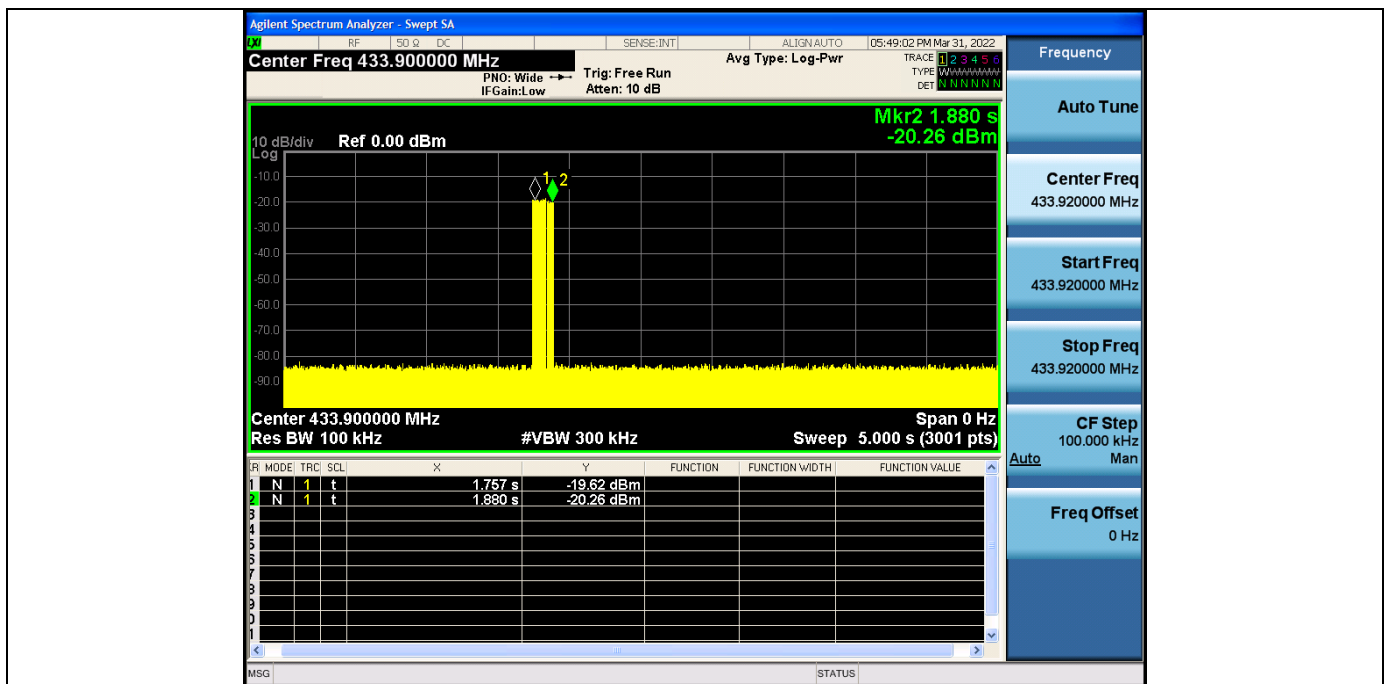 Agilent Spectrum Analyzer - Swept SA
LXI RF 50 Ω DC SENSE:INT ALIGN AUTO 05:49:02 PM Mar 31, 2022
Center Freq 433.900000 MHz
Avg Type: Log-Pwr
TRACE 1 2 3 4 5 6
TYPE
DET N N N N N N
PNO: Wide
IFGain:Low
Trig: Free Run
Atten: 10 dB
Mkr2 1.880 s
-20.26 dBm
10 dB/div Ref 0.00 dBm
Log
1 2
-10.0
-20.0
-30.0
-40.0
-50.0
-60.0
-70.0
-80.0
-90.0
Center 433.900000 MHz Span 0 Hz
Res BW 100 kHz #VBW 300 kHz Sweep 5.000 s (3001 pts)
MODE TRC SCL X Y FUNCTION FUNCTION WIDTH FUNCTION VALUE
1 N 1 t 1.757 s -19.62 dBm
2 N 1 t 1.880 s -20.26 dBm
3
4
5
6
7
8
9
MSG STATUS
Frequency
Auto Tune
Center Freq
433.920000 MHz
Start Freq
433.920000 MHz
Stop Freq
433.920000 MHz
CF Step
100.000 kHz
Auto Man
Freq Offset
0 Hz